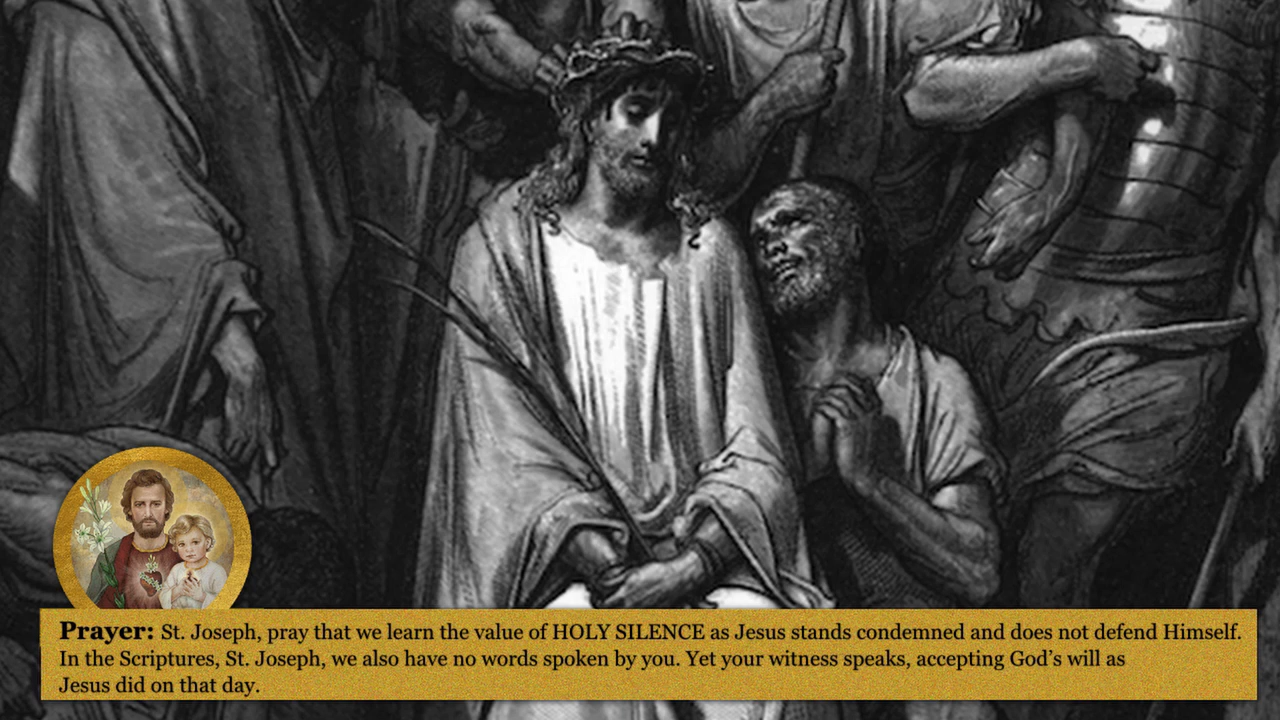 Prayer: St. Joseph, pray that we learn the value of HOLY SILENCE as Jesus stands condemned and does not defend Himself.
In the Scriptures, St. Joseph, we also have no words spoken by you. Yet your witness speaks, accepting God’s will as
Jesus did on that day.